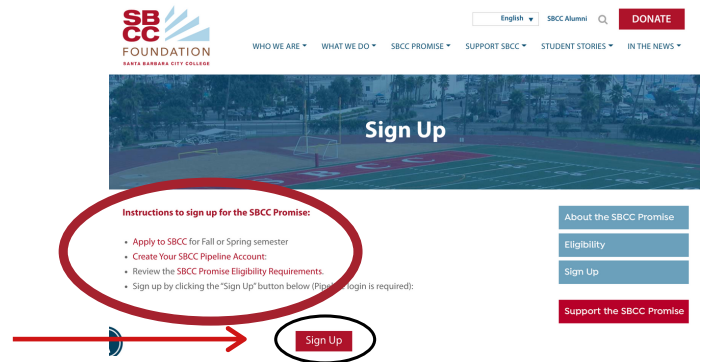 SB
CC
FOUNDATION
SANTA BARBARA CITY COLLEGE
English
SBCC Alumni
DONATE
WHO WE ARE
WHAT WE DO
SBCC PROMISE
SUPPORT SBCC
STUDENT STORIES
IN THE NEWS
Sign Up
S B C C
Instructions to sign up for the SBCC Promise:
• Apply to SBCC for Fall or Spring semester
• Create Your SBCC Pipeline Account:
• Review the SBCC Promise Eligibility Requirements.
• Sign up by clicking the "Sign Up" button below (Pipe login is required):
Sign Up
About the SBCC Promise
Eligibility
Sign Up
Support the SBCC Promise